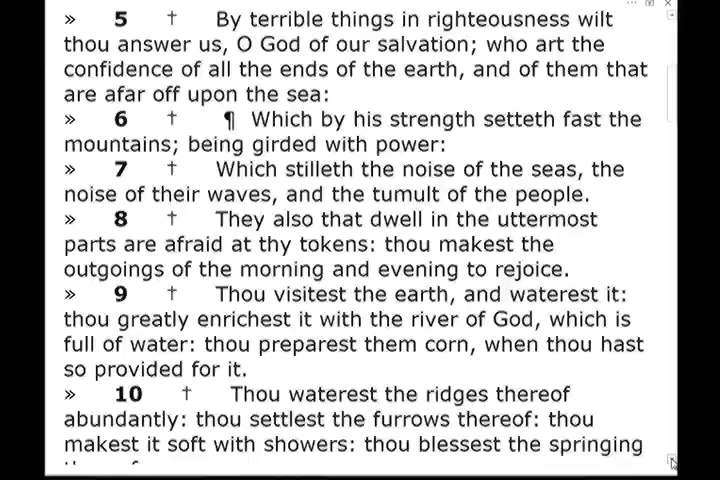 » 5 † By terrible things in righteousness wilt
thou answer us, O God of our salvation; who art the
confidence of all the ends of the earth, and of them that
are afar off upon the sea:
» 6 † ¶ Which by his strength setteth fast the
mountains; being girded with power:
» 7 † Which stilleth the noise of the seas, the
noise of their waves, and the tumult of the people.
» 8 † They also that dwell in the uttermost
parts are afraid at thy tokens: thou makest the
outgoings of the morning and evening to rejoice.
» 9 † Thou visitest the earth, and waterest it:
thou greatly enrichest it with the river of God, which is
full of water: thou preparest them corn, when thou hast
so provided for it.
» 10 † Thou waterest the ridges thereof
abundantly: thou settlest the furrows thereof: thou
makest it soft with showers: thou blessest the springing